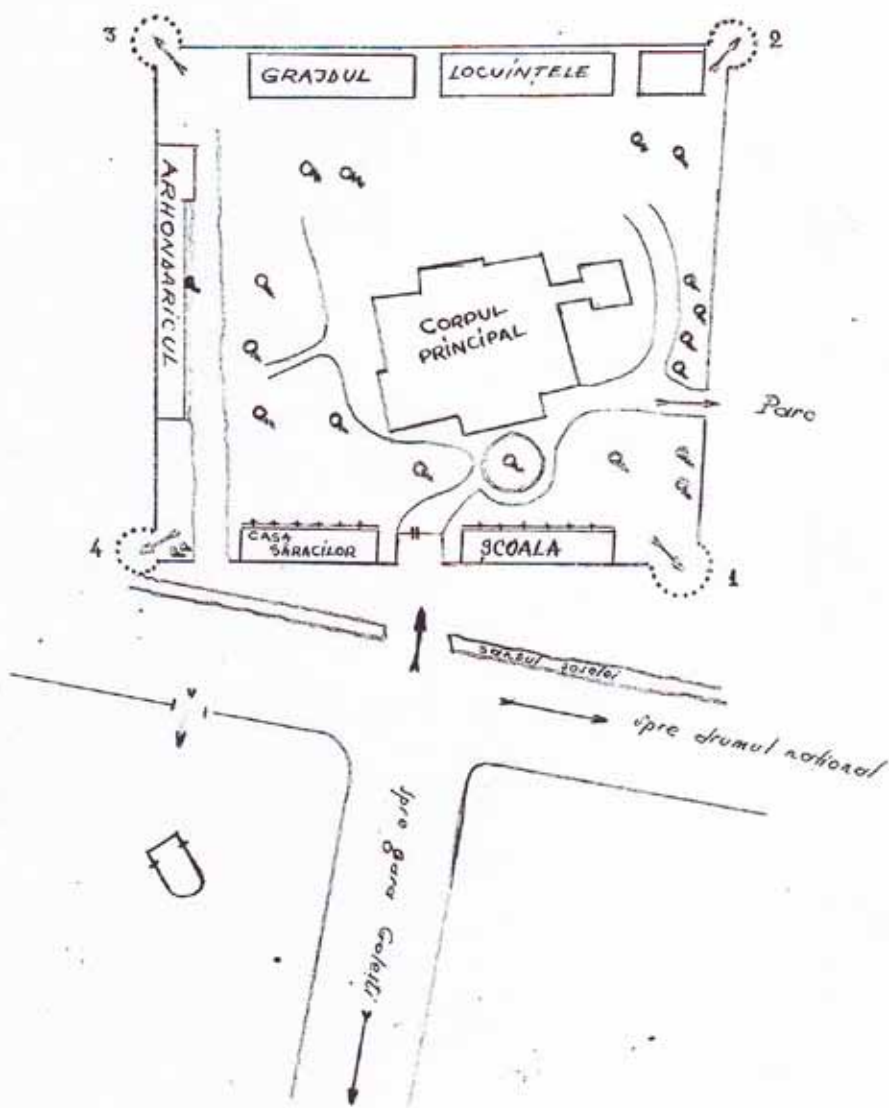 3
2
GRAJDUL
LOCUINȚELE
ARHONDARICUL
CORPUL
PRINCIPAL
Parc
4
CASA
SĂRACILOR
ȘCOALA
1
șanțul șoselei
spre drumul național
spre gara Golești